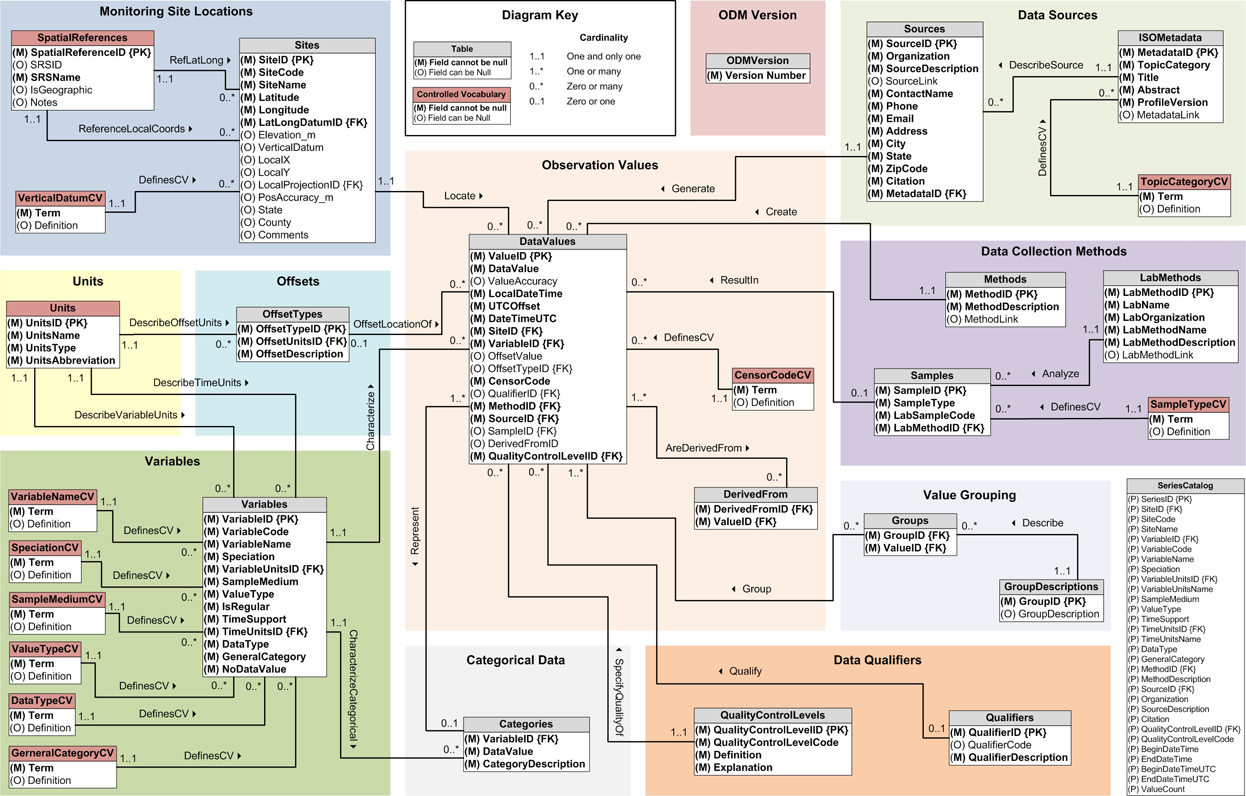 Monitoring Site Locations
SpatialReferences
(M) SpatialReferenceID {PK}
(O) SRSID
(M) SRSName
(O) IsGeographic
(O) Notes
RefLatLong
1..1
0..*
1..1
ReferenceLocalCoords
0..*
Sites
(M) SiteID {PK}
(M) SiteCode
(M) SiteName
(M) Latitude
(M) Longitude
(M) LatLongDatumID {FK}
(O) Elevation_m
(O) VerticalDatum
(O) LocalX
(O) LocalY
(O) LocalProjectionID {FK}
(O) PosAccuracy_m
(O) State
(O) County
(O) Comments
VerticalDatumCV
(M) Term
(O) Definition
DefinesCV
1..1
0..*
1..1
Diagram Key
Table
(M) Field cannot be null
(O) Field can be Null
Controlled Vocabulary
(M) Field cannot be null
(O) Field can be Null
Cardinality
1..1 One and only one
1..* One or many
0..* Zero or many
0..1 Zero or one
ODM Version
ODMVersion
(M) Version Number
Data Sources
Sources
(M) SourceID {PK}
(M) Organization
(M) SourceDescription
(O) SourceLink
(M) ContactName
(M) Phone
(M) Email
(M) Address
(M) City
(M) State
(M) ZipCode
(M) Citation
(M) MetadataID {FK}
DescribeSource
1..1
0..*
ISOMetadata
(M) MetadataID {PK}
(M) TopicCategory
(M) Title
(M) Abstract
(M) ProfileVersion
(O) MetadataLink
0..*
DefinesCV
1..1
TopicCategoryCV
(M) Term
(O) Definition
1..1
Observation Values
Locate
Generate
Create
0..*
0..*
0..*
DataValues
(M) ValueID {PK}
(M) DataValue
(O) ValueAccuracy
(M) LocalDateTime
(M) UTCOffset
(M) DateTimeUTC
(M) SiteID {FK}
(M) VariableID {FK}
(O) OffsetValue
(O) OffsetTypeID {FK}
(M) CensorCode
(O) QualifierID {FK}
(M) MethodID {FK}
(M) SourceID {FK}
(O) SampleID {FK}
(O) DerivedFromID
(M) QualityControlLevelID {FK}
0..*
0..*
1..*
0..*
ResultIn
0..*
DefinesCV
1..1
CensorCodeCV
(M) Term
(O) Definition
1..*
AreDerivedFrom
0..*
DerivedFrom
(M) DerivedFromID {FK}
(M) ValueID {FK}
0..*
0..*
1..*
Group
Represent
Data Collection Methods
Methods
(M) MethodID {PK}
(M) MethodDescription
(O) MethodLink
1..1
LabMethods
(M) LabMethodID {PK}
(M) LabName
(M) LabOrganization
(M) LabMethodName
(M) LabMethodDescription
(O) LabMethodLink
1..1
Analyze
0..*
Samples
(M) SampleID {PK}
(M) SampleType
(M) LabSampleCode
(M) LabMethodID {FK}
0..1
0..*
DefinesCV
1..1
SampleTypeCV
(M) Term
(O) Definition
Units
Units
(M) UnitsID {PK}
(M) UnitsName
(M) UnitsType
(M) UnitsAbbreviation
1..1
1..1
1..1
DescribeOffsetUnits
0..*
DescribeTimeUnits
DescribeVariableUnits
Offsets
OffsetTypes
(M) OffsetTypeID {PK}
(M) OffsetUnitsID {FK}
(M) OffsetDescription
OffsetLocationOf
0..1
Characterize
Variables
VariableNameCV
(M) Term
(O) Definition
1..1
DefinesCV
0..*
SpeciationCV
(M) Term
(O) Definition
1..1
DefinesCV
0..*
SampleMediumCV
(M) Term
(O) Definition
1..1
DefinesCV
0..*
ValueTypeCV
(M) Term
(O) Definition
1..1
DefinesCV
0..*
DataTypeCV
(M) Term
(O) Definition
1..1
DefinesCV
0..*
GerneralCategoryCV
(M) Term
(O) Definition
1..1
DefinesCV
0..*
0..*
0..*
Variables
(M) VariableID {PK}
(M) VariableCode
(M) VariableName
(M) Speciation
(M) VariableUnitsID {FK}
(M) SampleMedium
(M) ValueType
(M) IsRegular
(M) TimeSupport
(M) TimeUnitsID {FK}
(M) DataType
(M) GeneralCategory
(M) NoDataValue
1..1
1..1
CharacterizeCategorical
Categorical Data
0..1
0..*
Categories
(M) VariableID {FK}
(M) DataValue
(M) CategoryDescription
SpecifyQualityOf
Data Qualifiers
Qualify
1..1
QualityControlLevels
(M) QualityControlLevelID {PK}
(M) QualityControlLevelCode
(M) Definition
(M) Explanation
0..1
Qualifiers
(M) QualifierID {PK}
(O) QualifierCode
(M) QualifierDescription
Value Grouping
0..*
Groups
(M) GroupID {FK}
(M) ValueID {FK}
0..*
Describe
1..1
GroupDescriptions
(M) GroupID {PK}
(O) GroupDescription
SeriesCatalog
(P) SeriesID {PK}
(P) SiteID {FK}
(P) SiteCode
(P) SiteName
(P) VariableID {FK}
(P) VariableCode
(P) VariableName
(P) Speciation
(P) VariableUnitsID {FK}
(P) VariableUnitsName
(P) SampleMedium
(P) ValueType
(P) TimeSupport
(P) TimeUnitsID {FK}
(P) TimeUnitsName
(P) DataType
(P) GeneralCategory
(P) MethodID {FK}
(P) MethodDescription
(P) SourceID {FK}
(P) Organization
(P) SourceDescription
(P) Citation
(P) QualityControlLevelID {FK}
(P) QualityControlLevelCode
(P) BeginDateTime
(P) EndDateTime
(P) BeginDateTimeUTC
(P) EndDateTimeUTC
(P) ValueCount